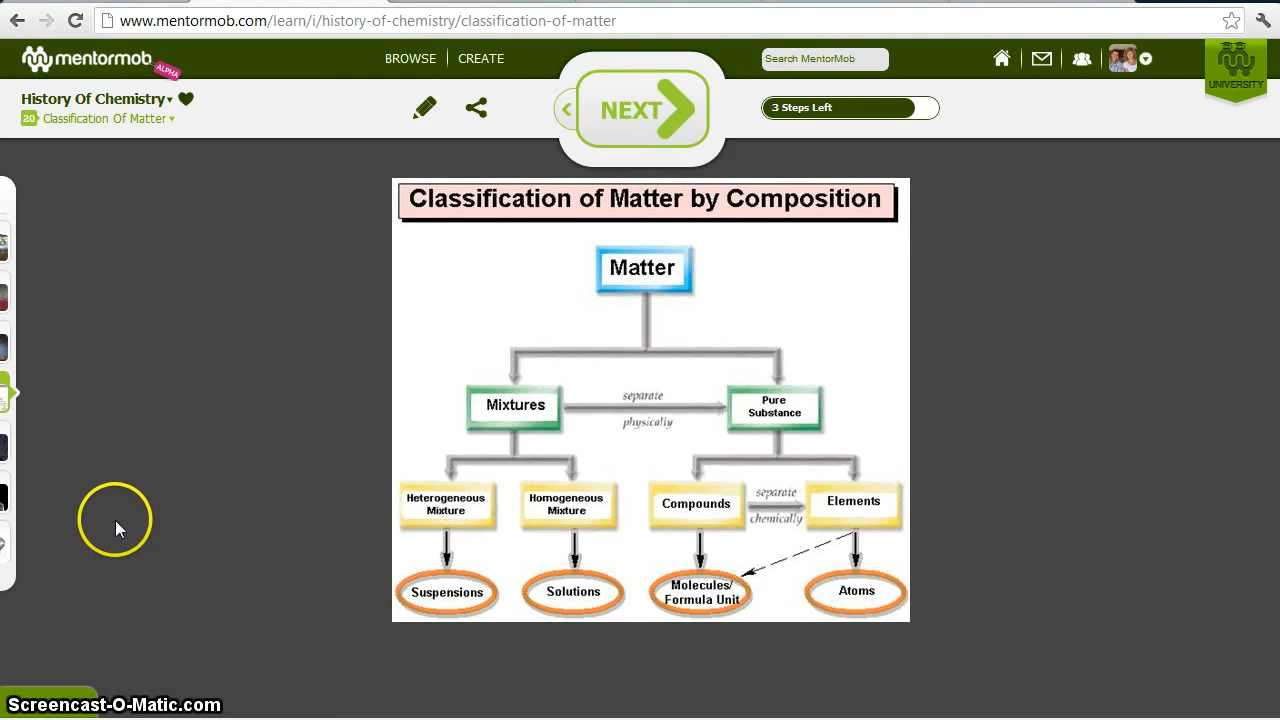 www.mentormob.com/learn/i/history-of-chemistry/classification-of-matter
mentormob
ALPHA
BROWSE
CREATE
Search MentorMob
UNIVERSITY
History Of Chemistry
20 Classification Of Matter
NEXT
3 Steps Left
Classification of Matter by Composition
Matter
Mixtures
separate
physically
Pure
Substance
Heterogeneous
Mixture
Homogeneous
Mixture
Compounds
separate
chemically
Elements
Suspensions
Solutions
Molecules/
Formula Unit
Atoms
Screencast-O-Matic.com